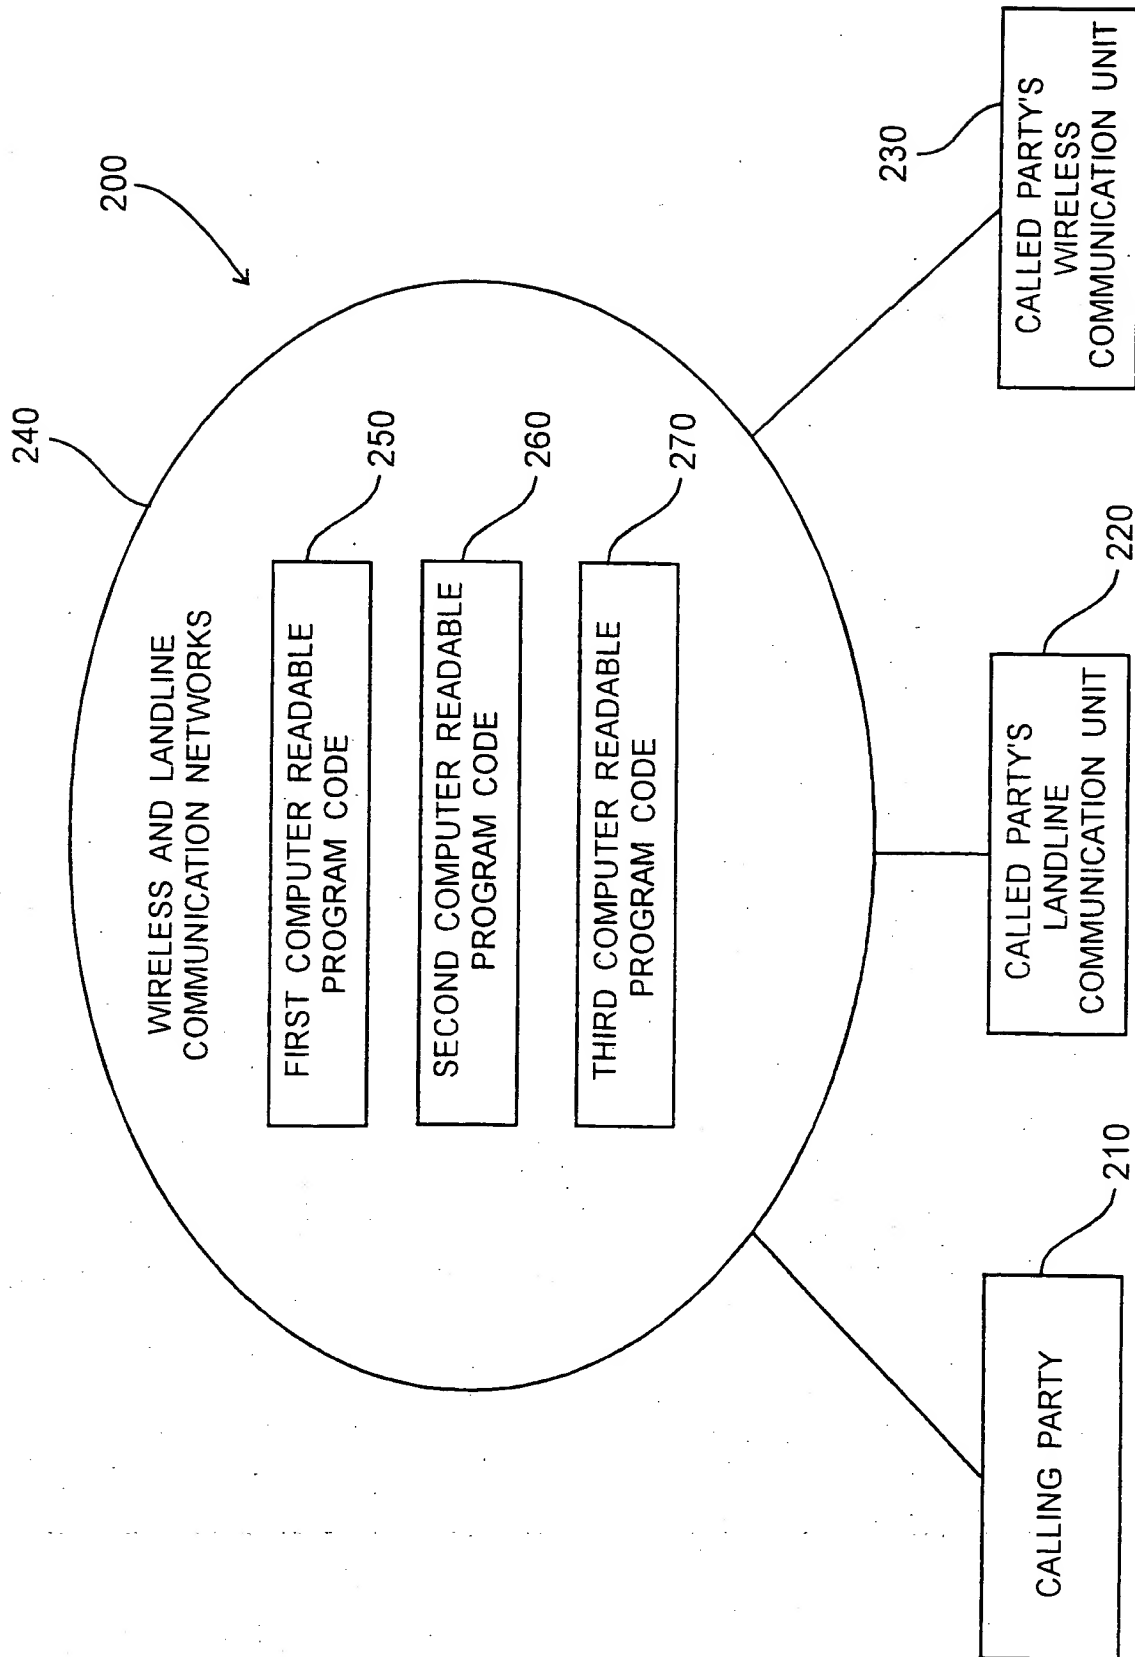 200
240
WIRELESS AND LANDLINE
COMMUNICATION NETWORKS
FIRST COMPUTER READABLE
PROGRAM CODE
250
SECOND COMPUTER READABLE
PROGRAM CODE
260
THIRD COMPUTER READABLE
PROGRAM CODE
270
CALLING PARTY
210
CALLED PARTY'S
LANDLINE
COMMUNICATION UNIT
220
CALLED PARTY'S
WIRELESS
COMMUNICATION UNIT
230